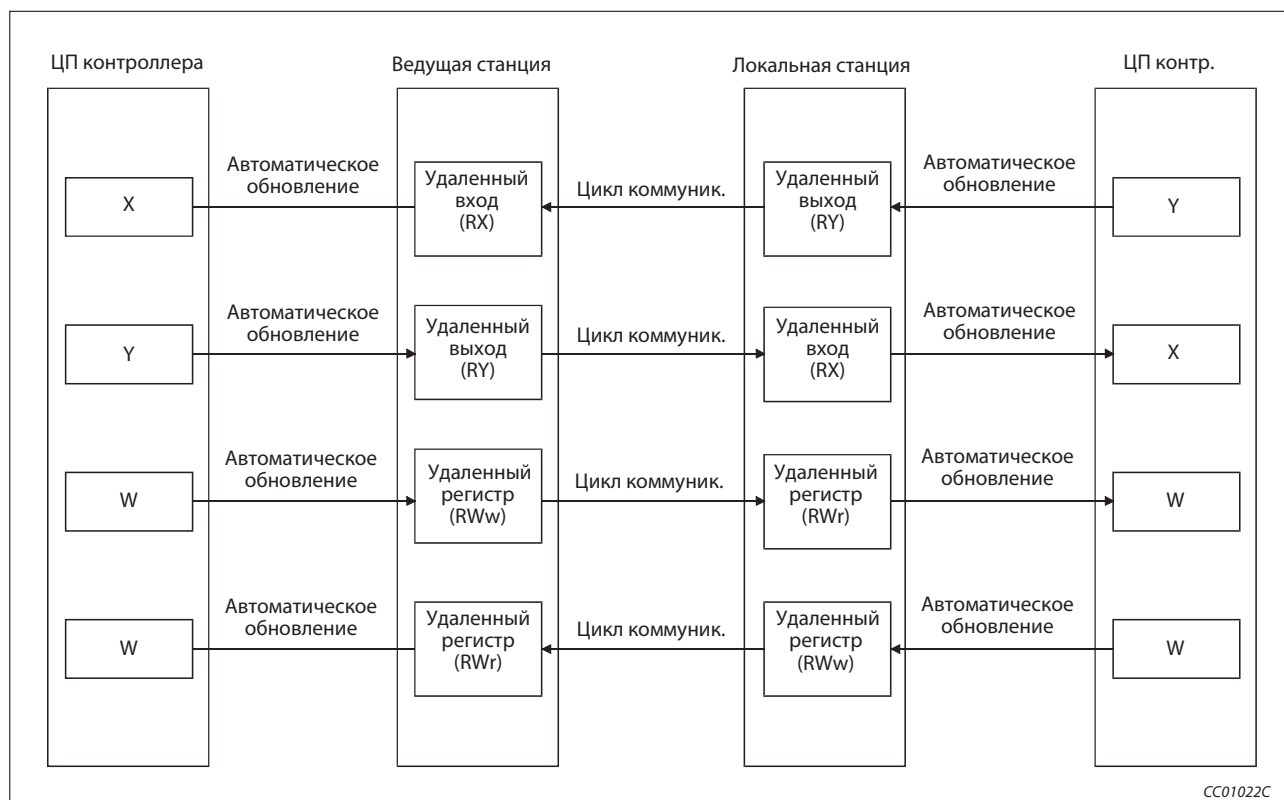 ЦП контроллера
Ведущая станция
Локальная станция
ЦП контр.
X
Автоматическое
обновление
Удаленный
вход
(RX)
Цикл коммуник.
Удаленный
выход
(RY)
Автоматическое
обновление
Y
Y
Автоматическое
обновление
Удаленный
выход
(RY)
Цикл коммуник.
Удаленный
вход
(RX)
Автоматическое
обновление
X
W
Автоматическое
обновление
Удаленный
регистр
(RWw)
Цикл коммуник.
Удаленный
регистр
(RWr)
Автоматическое
обновление
W
W
Автоматическое
обновление
Удаленный
регистр
(RWr)
Цикл коммуник.
Удаленный
регистр
(RWw)
Автоматическое
обновление
W
CC01022C